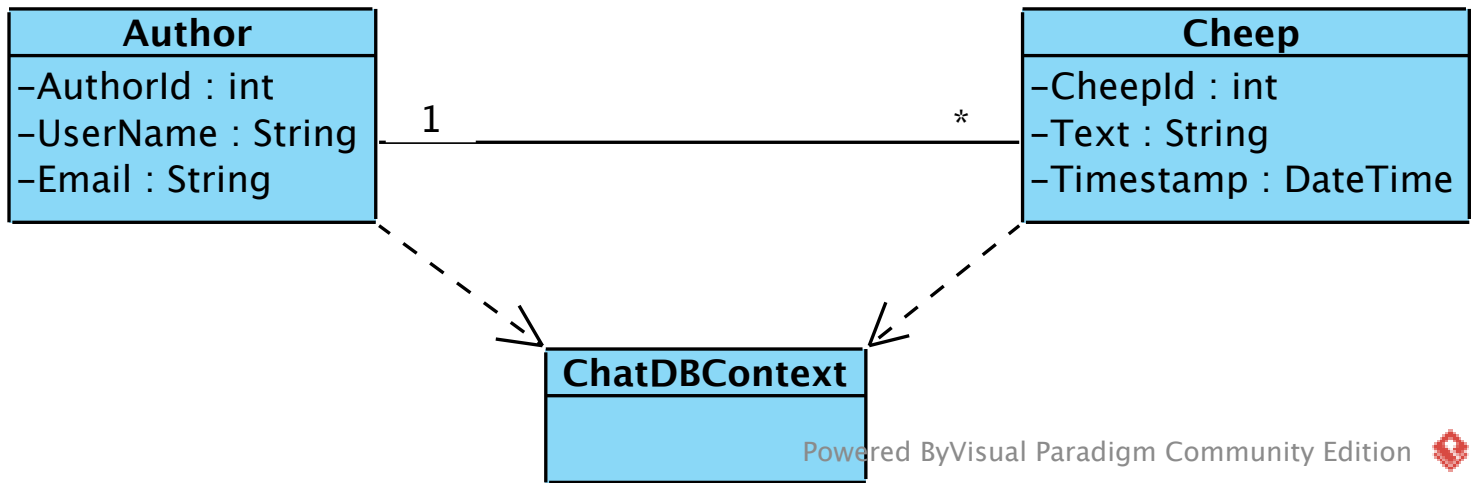 Author
–AuthorId : int
–UserName : String
–Email : String
1
*
Cheep
–CheepId : int
–Text : String
–Timestamp : DateTime
ChatDBContext
Powered ByVisual Paradigm Community Edition